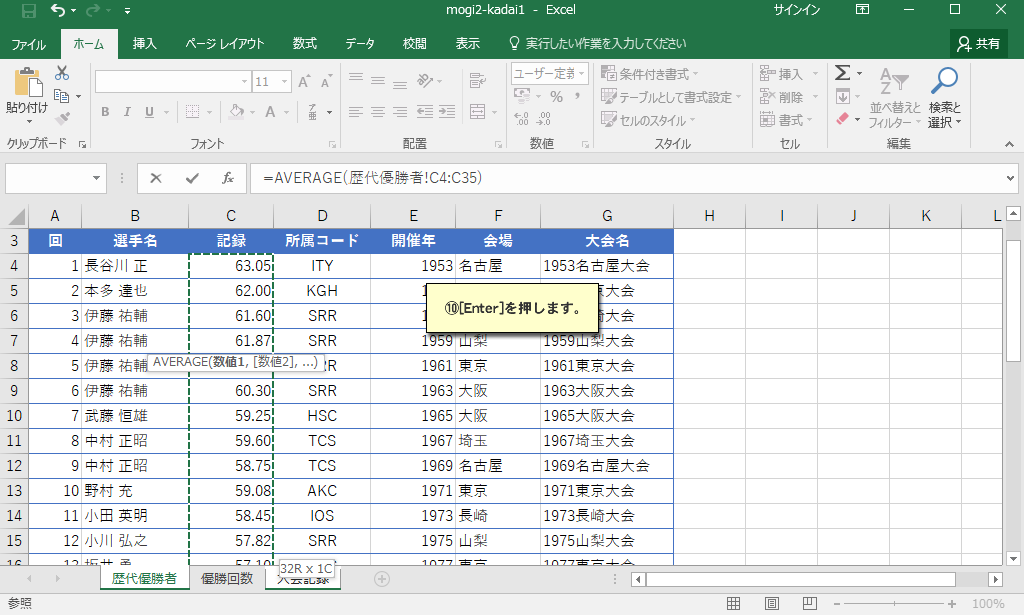 mogi2-kadai1 - Excel サインイン
ファイル ホーム 挿入 ページ レイアウト 数式 データ 校閲 表示 実行したい作業を入力してください 共有
貼り付け
クリップボード
11
B I U
フォント
配置
ユーザー定義
% ,
数値
条件付き書式
テーブルとして書式設定
セルのスタイル
スタイル
挿入
削除
書式
セル
並べ替えと
フィルター
検索と
選択
編集
=AVERAGE(歴代優勝者!C4:C35)
A B C D E F G H I J K L
3 回 選手名 記録 所属コード 開催年 会場 大会名
4 1 長谷川 正 63.05 ITY 1953 名古屋 1953名古屋大会
5 2 本多 達也 62.00 KGH 大会
6 3 伊藤 祐輔 61.60 SRR 大会
⑩[Enter]を押します。
7 4 伊藤 祐輔 61.87 SRR 1959 山梨 1959山梨大会
8 5 伊藤 祐輔 1961 東京 1961東京大会
AVERAGE(数値1, [数値2], ...)
9 6 伊藤 祐輔 60.30 SRR 1963 大阪 1963大阪大会
10 7 武藤 恒雄 59.25 HSC 1965 大阪 1965大阪大会
11 8 中村 正昭 59.60 TCS 1967 埼玉 1967埼玉大会
12 9 中村 正昭 58.75 TCS 1969 名古屋 1969名古屋大会
13 10 野村 充 59.08 AKC 1971 東京 1971東京大会
14 11 小田 英明 58.45 IOS 1973 長崎 1973長崎大会
15 12 小川 弘之 57.82 SRR 1975 山梨 1975山梨大会
32R x 1C
歴代優勝者 優勝回数 大会記録
参照 100%